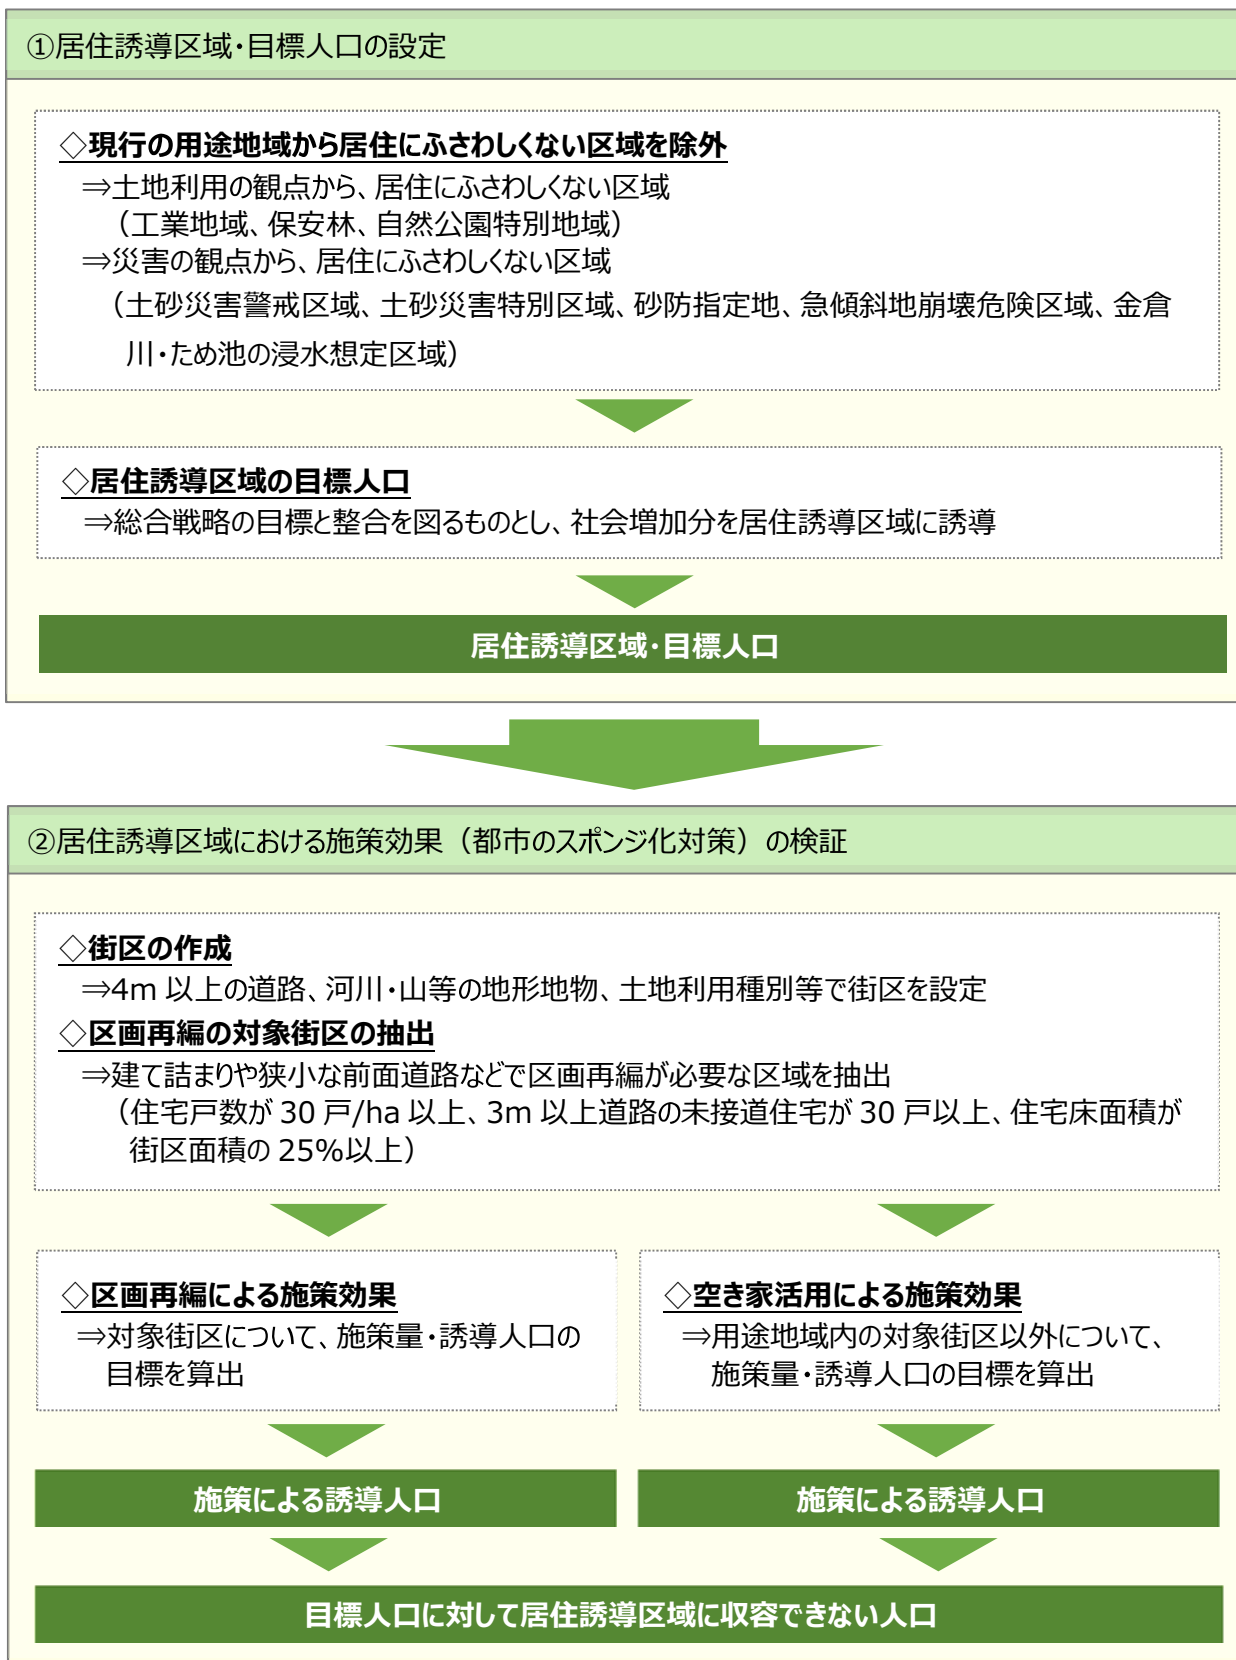 ①居住誘導区域・目標人口の設定
◇現行の用途地域から居住にふさわしくない区域を除外
⇒土地利用の観点から、居住にふさわしくない区域
（工業地域、保安林、自然公園特別地域）
⇒災害の観点から、居住にふさわしくない区域
（土砂災害警戒区域、土砂災害特別区域、砂防指定地、急傾斜地崩壊危険区域、金倉
川・ため池の浸水想定区域）
◇居住誘導区域の目標人口
⇒総合戦略の目標と整合を図るものとし、社会増加分を居住誘導区域に誘導
居住誘導区域・目標人口
②居住誘導区域における施策効果（都市のスポンジ化対策）の検証
◇街区の作成
⇒4m 以上の道路、河川・山等の地形地物、土地利用種別等で街区を設定
◇区画再編の対象街区の抽出
⇒建て詰まりや狭小な前面道路などで区画再編が必要な区域を抽出
（住宅戸数が 30 戸/ha 以上、3m 以上道路の未接道住宅が 30 戸以上、住宅床面積が
街区面積の 25%以上）
◇区画再編による施策効果
⇒対象街区について、施策量・誘導人口の
目標を算出
◇空き家活用による施策効果
⇒用途地域内の対象街区以外について、
施策量・誘導人口の目標を算出
施策による誘導人口
施策による誘導人口
目標人口に対して居住誘導区域に収容できない人口